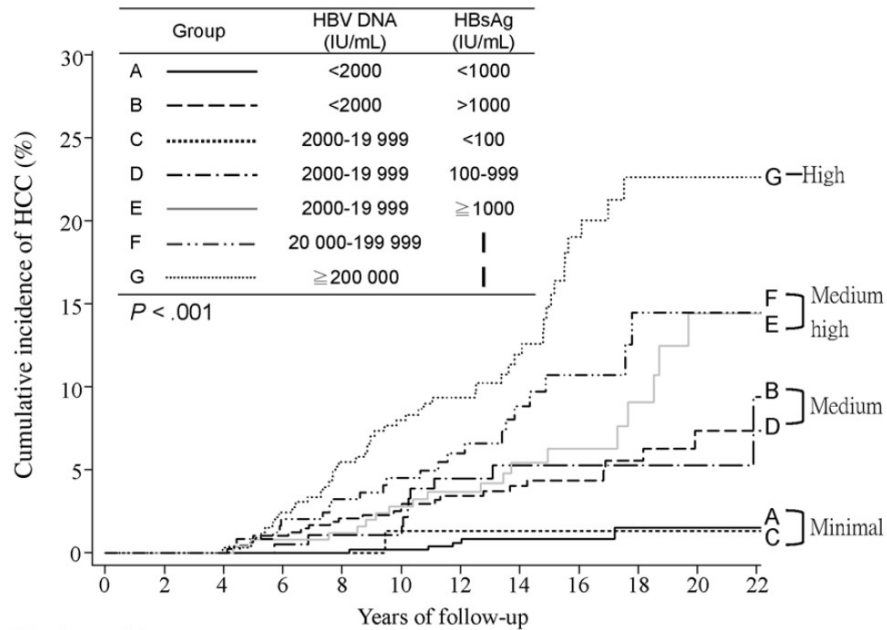 Group HBV DNA (IU/mL) HBsAg (IU/mL)
A <2000 <1000
B <2000 >1000
C 2000-19 999 <100
D 2000-19 999 100-999
E 2000-19 999 ≧1000
F 20 000-199 999
G ≧200 000
P < .001
Cumulative incidence of HCC (%)
30
25
20
15
10
5
0
G High
F Medium
E high
B
D Medium
A
C Minimal
0 2 4 6 8 10 12 14 16 18 20 22
Years of follow-up